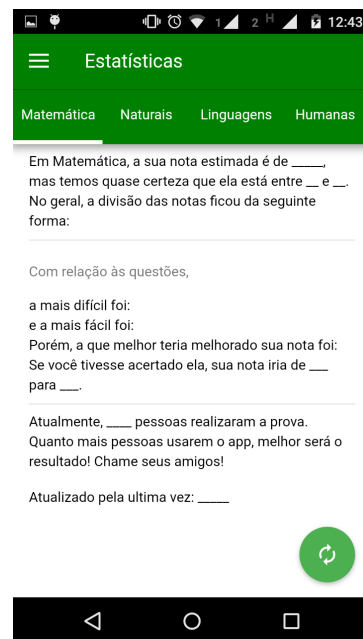 1 2 H 12:43
Estatísticas
Matemática Naturais Linguagens Humanas
Em Matemática, a sua nota estimada é de _____,
mas temos quase certeza que ela está entre __ e __.
No geral, a divisão das notas ficou da seguinte
forma:
Com relação às questões,
a mais difícil foi:
e a mais fácil foi:
Porém, a que melhor teria melhorado sua nota foi:
Se você tivesse acertado ela, sua nota iria de ___
para ___.
Atualmente, ____ pessoas realizaram a prova.
Quanto mais pessoas usarem o app, melhor será o
resultado! Chame seus amigos!
Atualizado pela ultima vez: _____